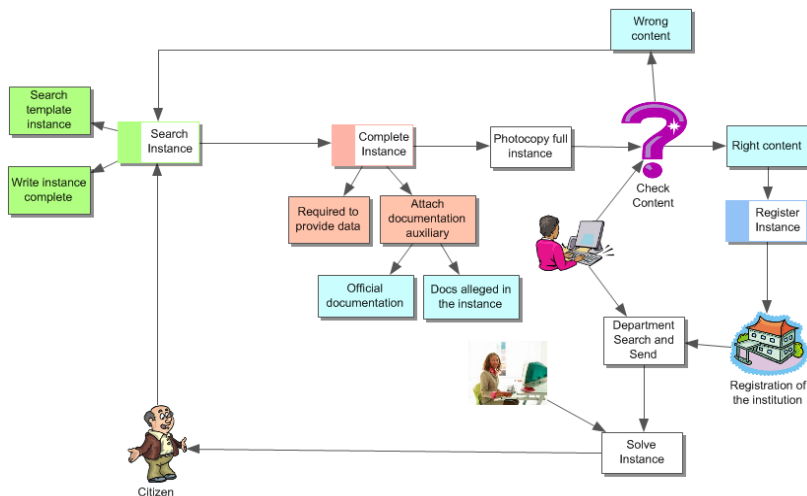 Wrong
content
Search
template
instance
Search
Instance
Write instance
complete
Complete
Instance
Photocopy full
instance
Check
Content
Right content
Required to
provide data
Attach
documentation
auxiliary
Register
Instance
Official
documentation
Docs alleged in
the instance
Department
Search and
Send
Registration of
the institution
Solve
Instance
Citizen